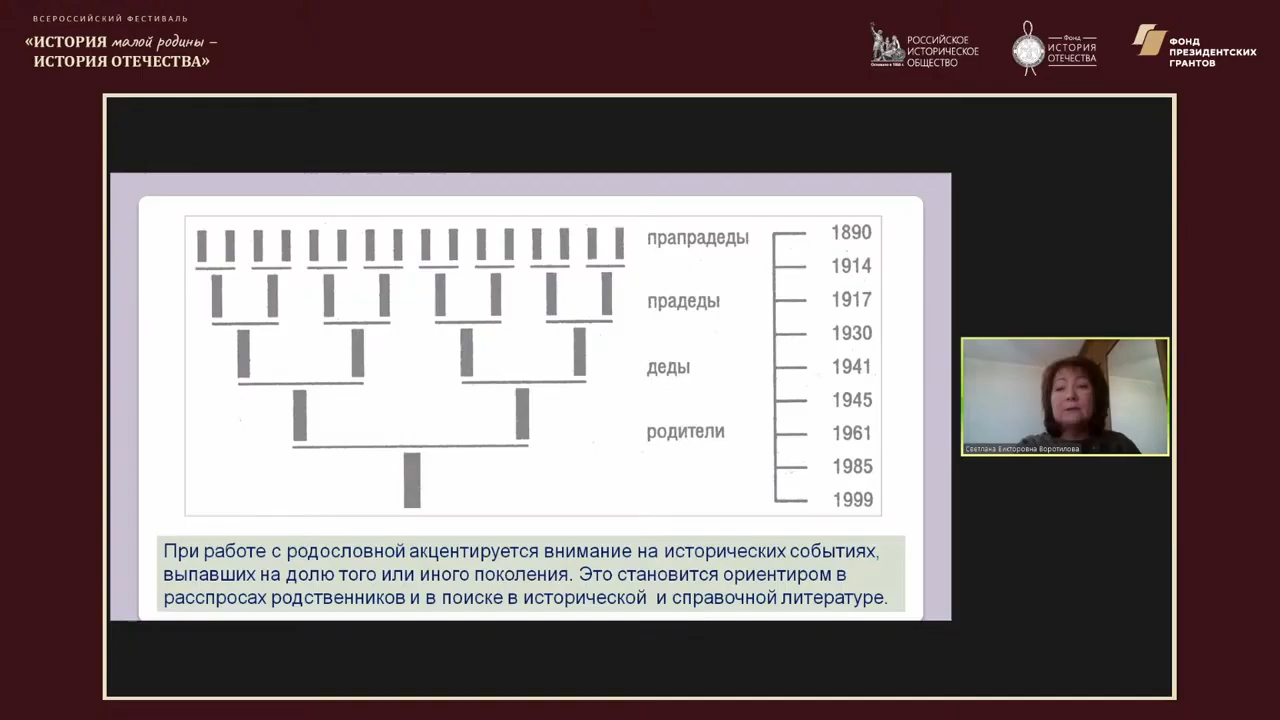 ВСЕРОССИЙСКИЙ ФЕСТИВАЛЬ
«ИСТОРИЯ малой родины –
ИСТОРИЯ ОТЕЧЕСТВА»
РОССИЙСКОЕ
ИСТОРИЧЕСКОЕ
ОБЩЕСТВО
Основано в 1866 г.
Фонд
ИСТОРИЯ
ОТЕЧЕСТВА
ФОНД
ПРЕЗИДЕНТСКИХ
ГРАНТОВ
прапрадеды
прадеды
деды
родители
1890
1914
1917
1930
1941
1945
1961
1985
1999
При работе с родословной акцентируется внимание на исторических событиях,
выпавших на долю того или иного поколения. Это становится ориентиром в
расспросах родственников и в поиске в исторической и справочной литературе.
Светлана Викторовна Воротилова